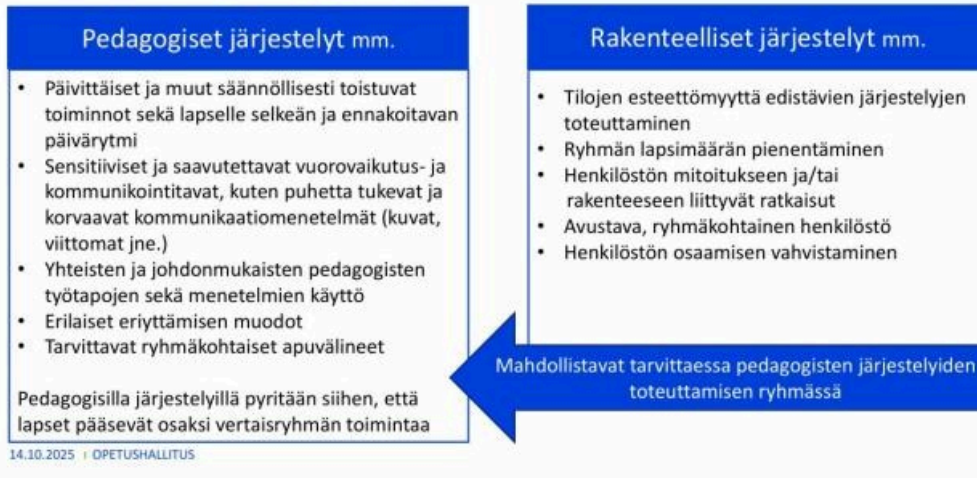 Pedagogiset järjestelyt mm.
• Päivittäiset ja muut säännöllisesti toistuvat
toiminnot sekä lapselle selkeän ja ennakoitavan
päivärytmi
• Sensitiiviset ja saavutettavat vuorovaikutus- ja
kommunikointitavat, kuten puhetta tukevat ja
korvaavat kommunikaatiomenetelmät (kuvat,
viittomat jne.)
• Yhteisten ja johdonmukaisten pedagogisten
työtapojen sekä menetelmien käyttö
• Erilaiset eriyttämisen muodot
• Tarvittavat ryhmäkohtaiset apuvälineet
Pedagogisilla järjestelyillä pyritään siihen, että
lapset pääsevät osaksi vertaisryhmän toimintaa
Rakenteelliset järjestelyt mm.
• Tilojen esteettömyyttä edistävien järjestelyjen
toteuttaminen
• Ryhmän lapsimäärän pienentäminen
• Henkilöstön mitoitukseen ja/tai
rakenteeseen liittyvät ratkaisut
• Avustava, ryhmäkohtainen henkilöstö
• Henkilöstön osaamisen vahvistaminen
Mahdollistavat tarvittaessa pedagogisten järjestelyiden
toteuttamisen ryhmässä
14.10.2025 | OPETUSHALLITUS